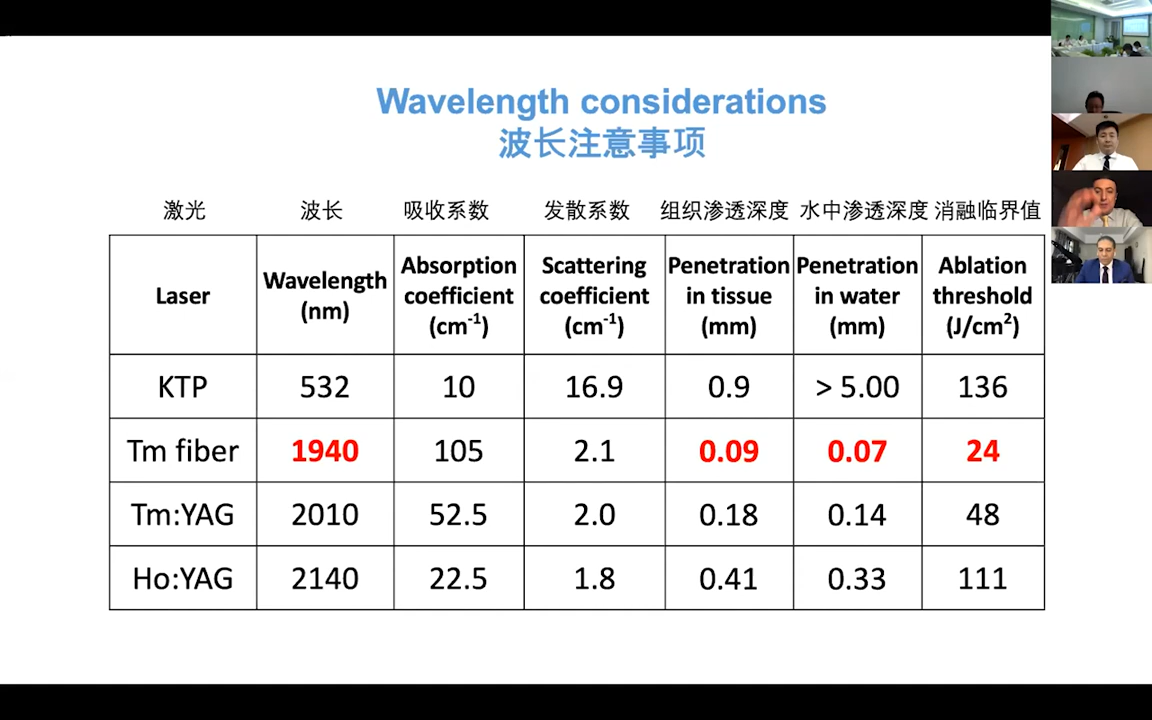 Wavelength considerations
波长注意事项
激光 波长 吸收系数 发散系数 组织渗透深度 水中渗透深度 消融临界值
Laser Wavelength (nm) Absorption coefficient (cm⁻¹) Scattering coefficient (cm⁻¹) Penetration in tissue (mm) Penetration in water (mm) Ablation threshold (J/cm²)
KTP 532 10 16.9 0.9 > 5.00 136
Tm fiber 1940 105 2.1 0.09 0.07 24
Tm:YAG 2010 52.5 2.0 0.18 0.14 48
Ho:YAG 2140 22.5 1.8 0.41 0.33 111